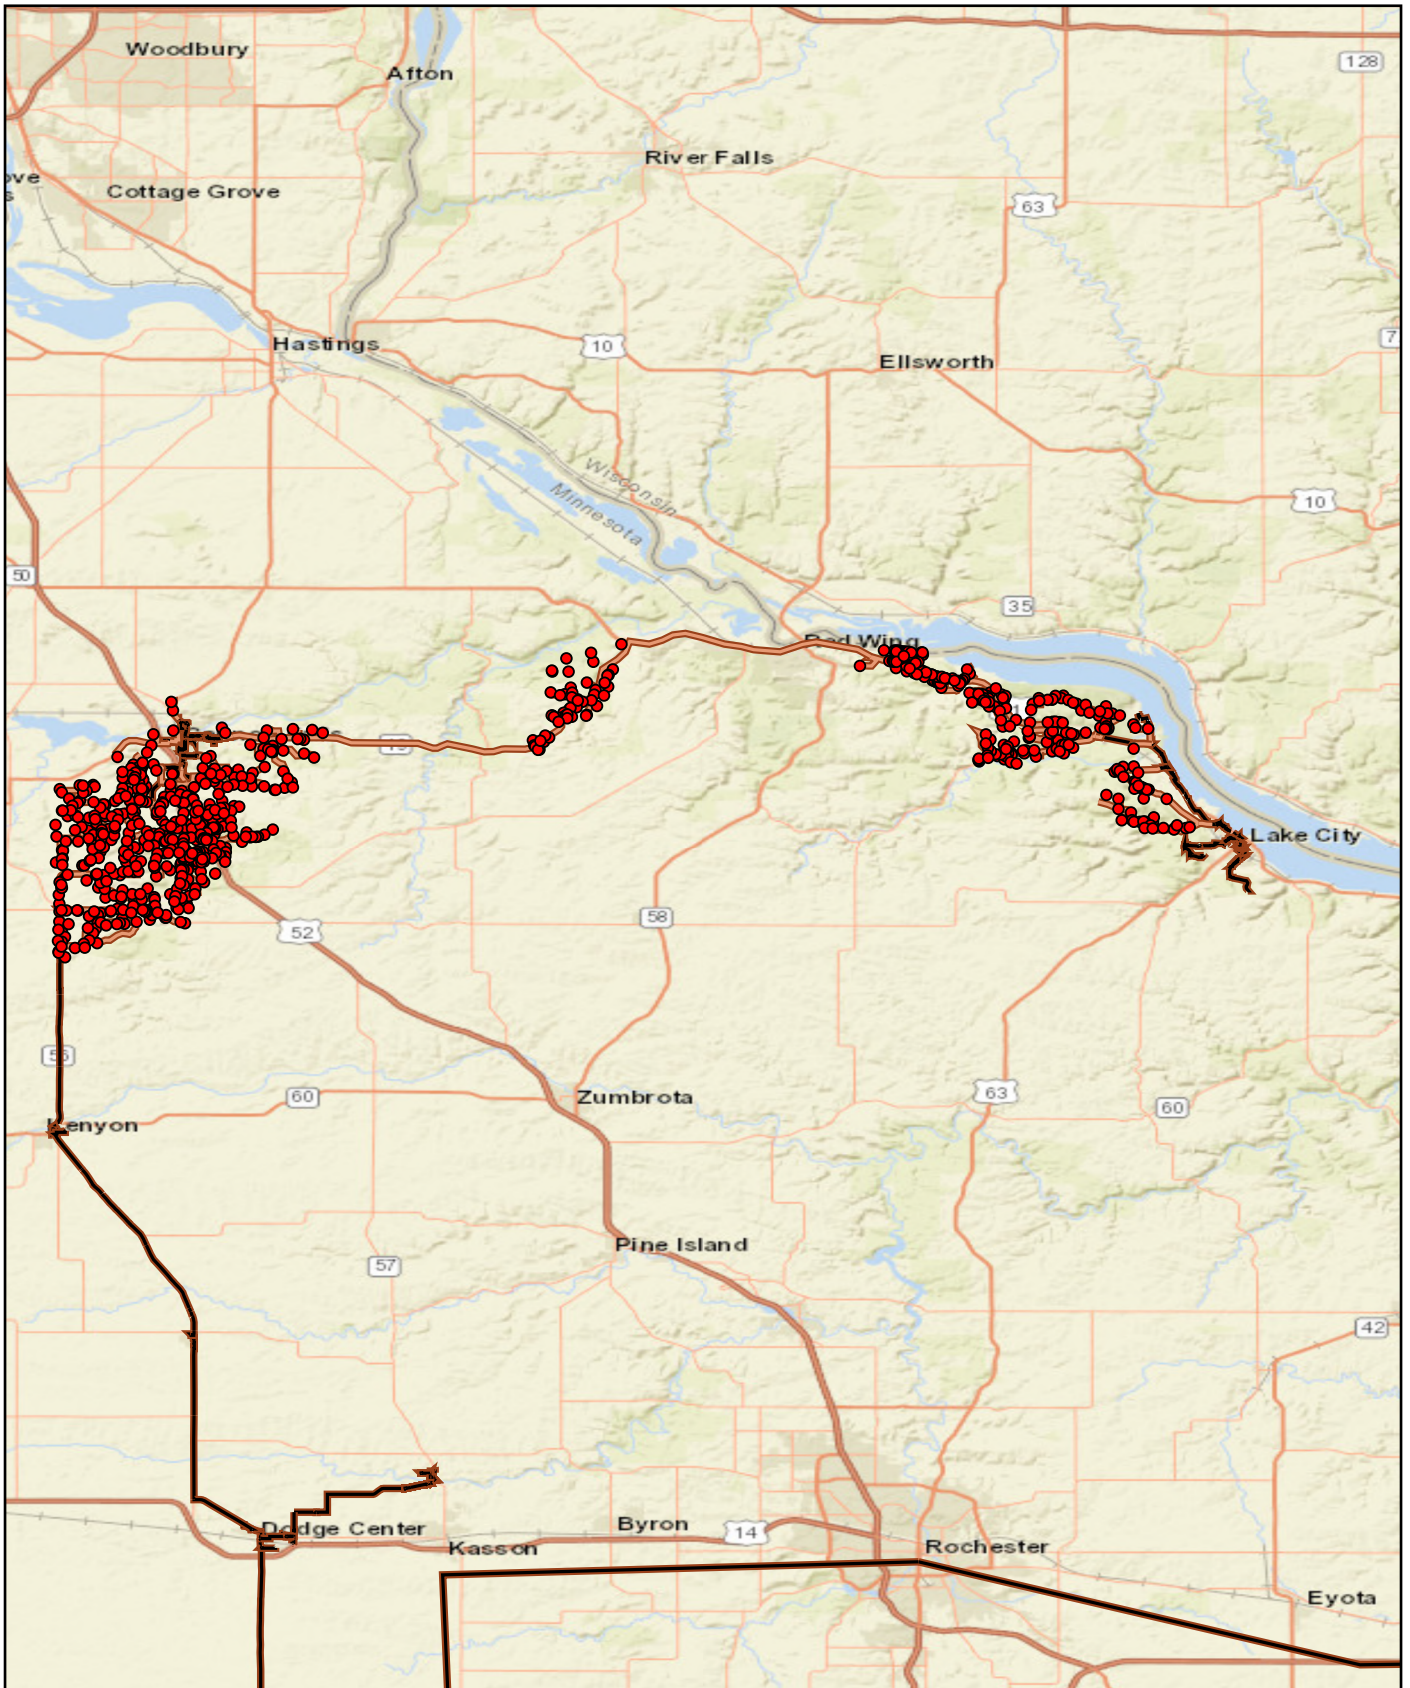 Woodbury
128
Afton
River Falls
ove
s
Cottage Grove
63
Hastings
10
7
Ellsworth
Wisconsin
Minnesota
10
50
35
Red Wing
Lake City
58
52
56
60
Zumbrota
63
60
Kenyon
Pine Island
57
42
Dodge Center
Byron
14
Kasson
Rochester
Eyota